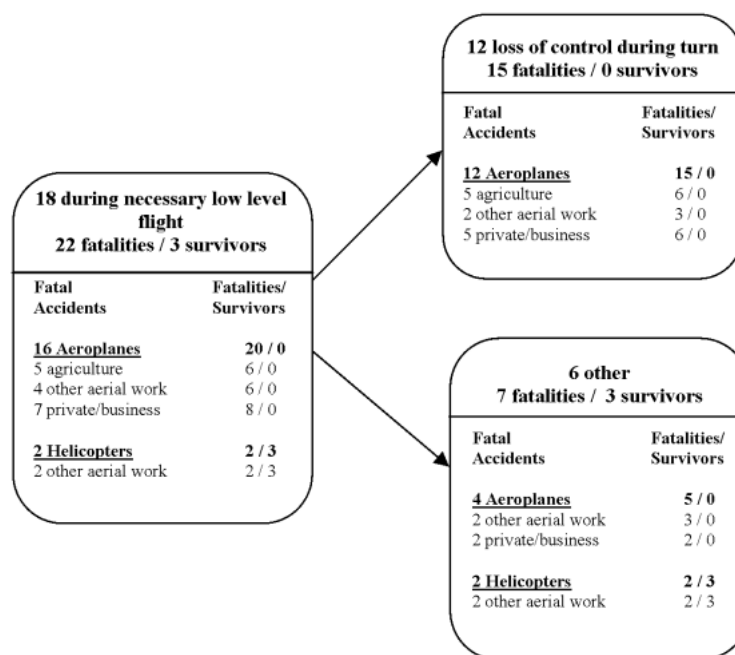 12 loss of control during turn
15 fatalities / 0 survivors
Fatal Accidents Fatalities/ Survivors
12 Aeroplanes 15 / 0
5 agriculture 6 / 0
2 other aerial work 3 / 0
5 private/business 6 / 0
18 during necessary low level
flight
22 fatalities / 3 survivors
Fatal Accidents Fatalities/ Survivors
16 Aeroplanes 20 / 0
5 agriculture 6 / 0
4 other aerial work 6 / 0
7 private/business 8 / 0
2 Helicopters 2 / 3
2 other aerial work 2 / 3
6 other
7 fatalities / 3 survivors
Fatal Accidents Fatalities/ Survivors
4 Aeroplanes 5 / 0
2 other aerial work 3 / 0
2 private/business 2 / 0
2 Helicopters 2 / 3
2 other aerial work 2 / 3